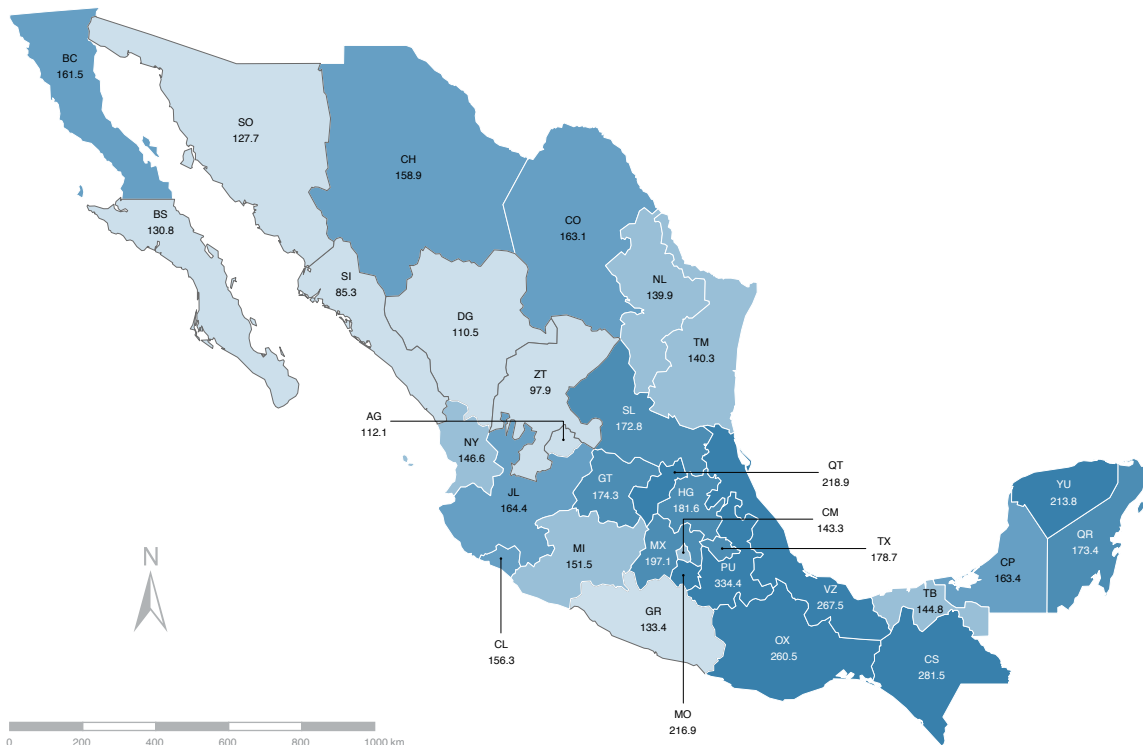 BC
161.5
SO
127.7
CH
158.9
CO
163.1
BS
130.8
SI
85.3
NL
139.9
DG
110.5
TM
140.3
ZT
97.9
AG
112.1
SL
172.8
NY
146.6
QT
218.9
GT
174.3
JL
164.4
HG
181.6
YU
213.8
CM
143.3
QR
173.4
TX
178.7
MX
197.1
MI
151.5
CP
163.4
PU
334.4
VZ
267.5
TB
144.8
GR
133.4
OX
260.5
CL
156.3
CS
281.5
MO
216.9
N
0 200 400 600 800 1000 km